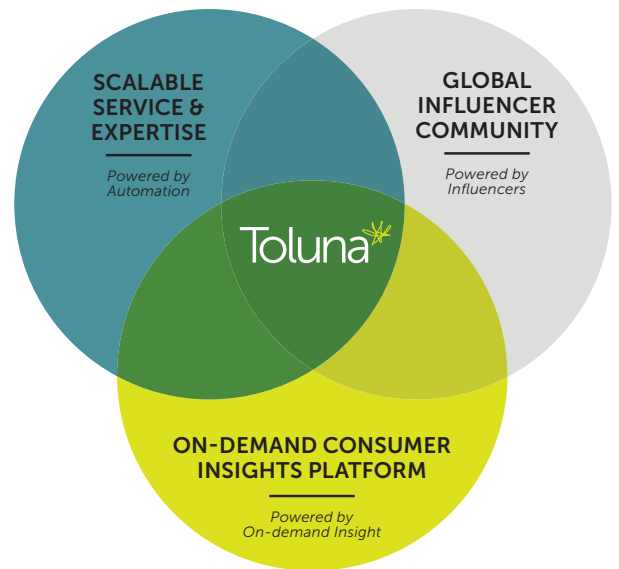 SCALABLE
SERVICE &
EXPERTISE
Powered by
Automation
GLOBAL
INFLUENCER
COMMUNITY
Powered by
Influencers
Toluna
ON-DEMAND CONSUMER
INSIGHTS PLATFORM
Powered by
On-demand Insight